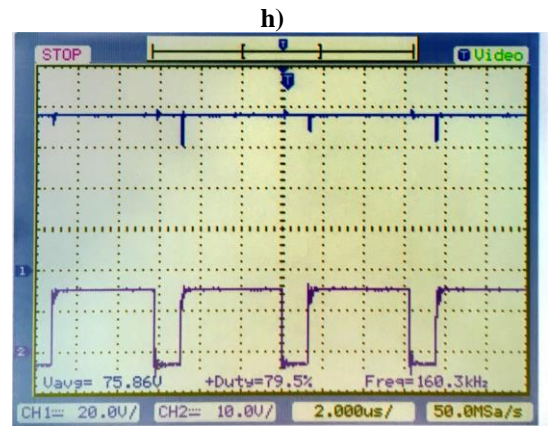 h)
STOP
T
T Video
T
1
2
Vavg= 75.86V +Duty=79.5% Freq=160.3kHz
CH1 20.0V/ CH2 10.0V/ 2.000us/ 50.0MSa/s